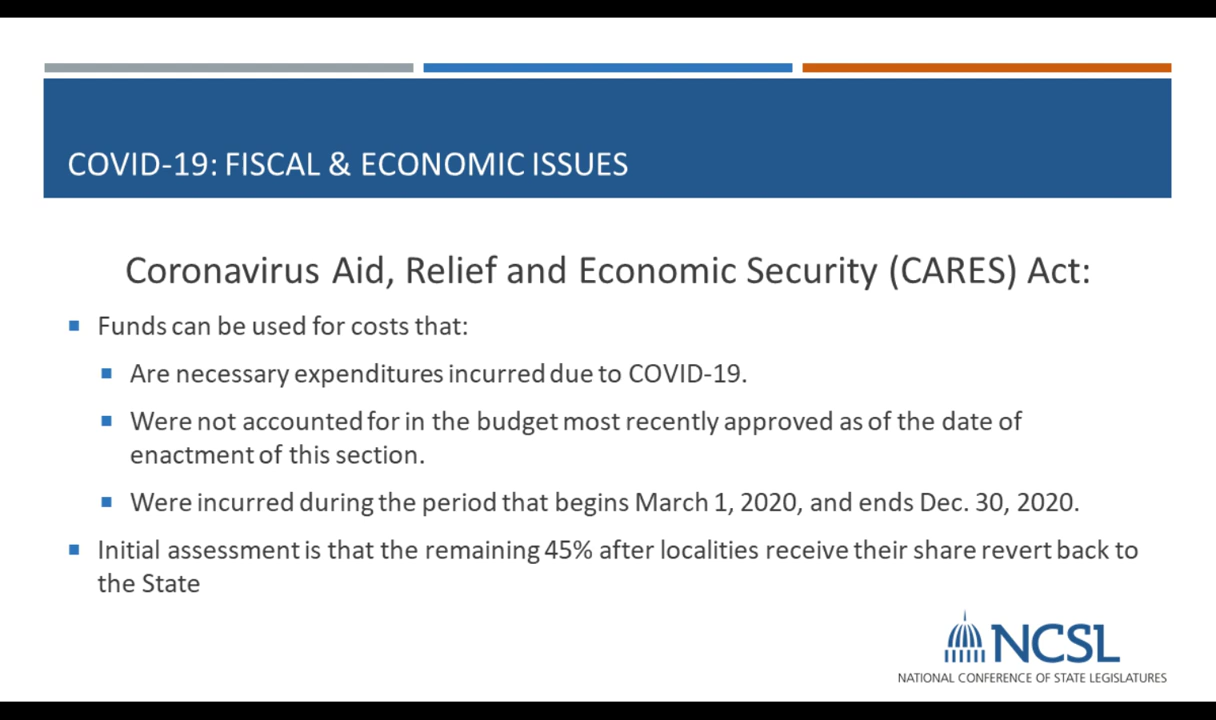 COVID-19: FISCAL & ECONOMIC ISSUES
Coronavirus Aid, Relief and Economic Security (CARES) Act:
Funds can be used for costs that:
Are necessary expenditures incurred due to COVID-19.
Were not accounted for in the budget most recently approved as of the date of
enactment of this section.
Were incurred during the period that begins March 1, 2020, and ends Dec. 30, 2020.
Initial assessment is that the remaining 45% after localities receive their share revert back to
the State
NCSL
NATIONAL CONFERENCE OF STATE LEGISLATURES